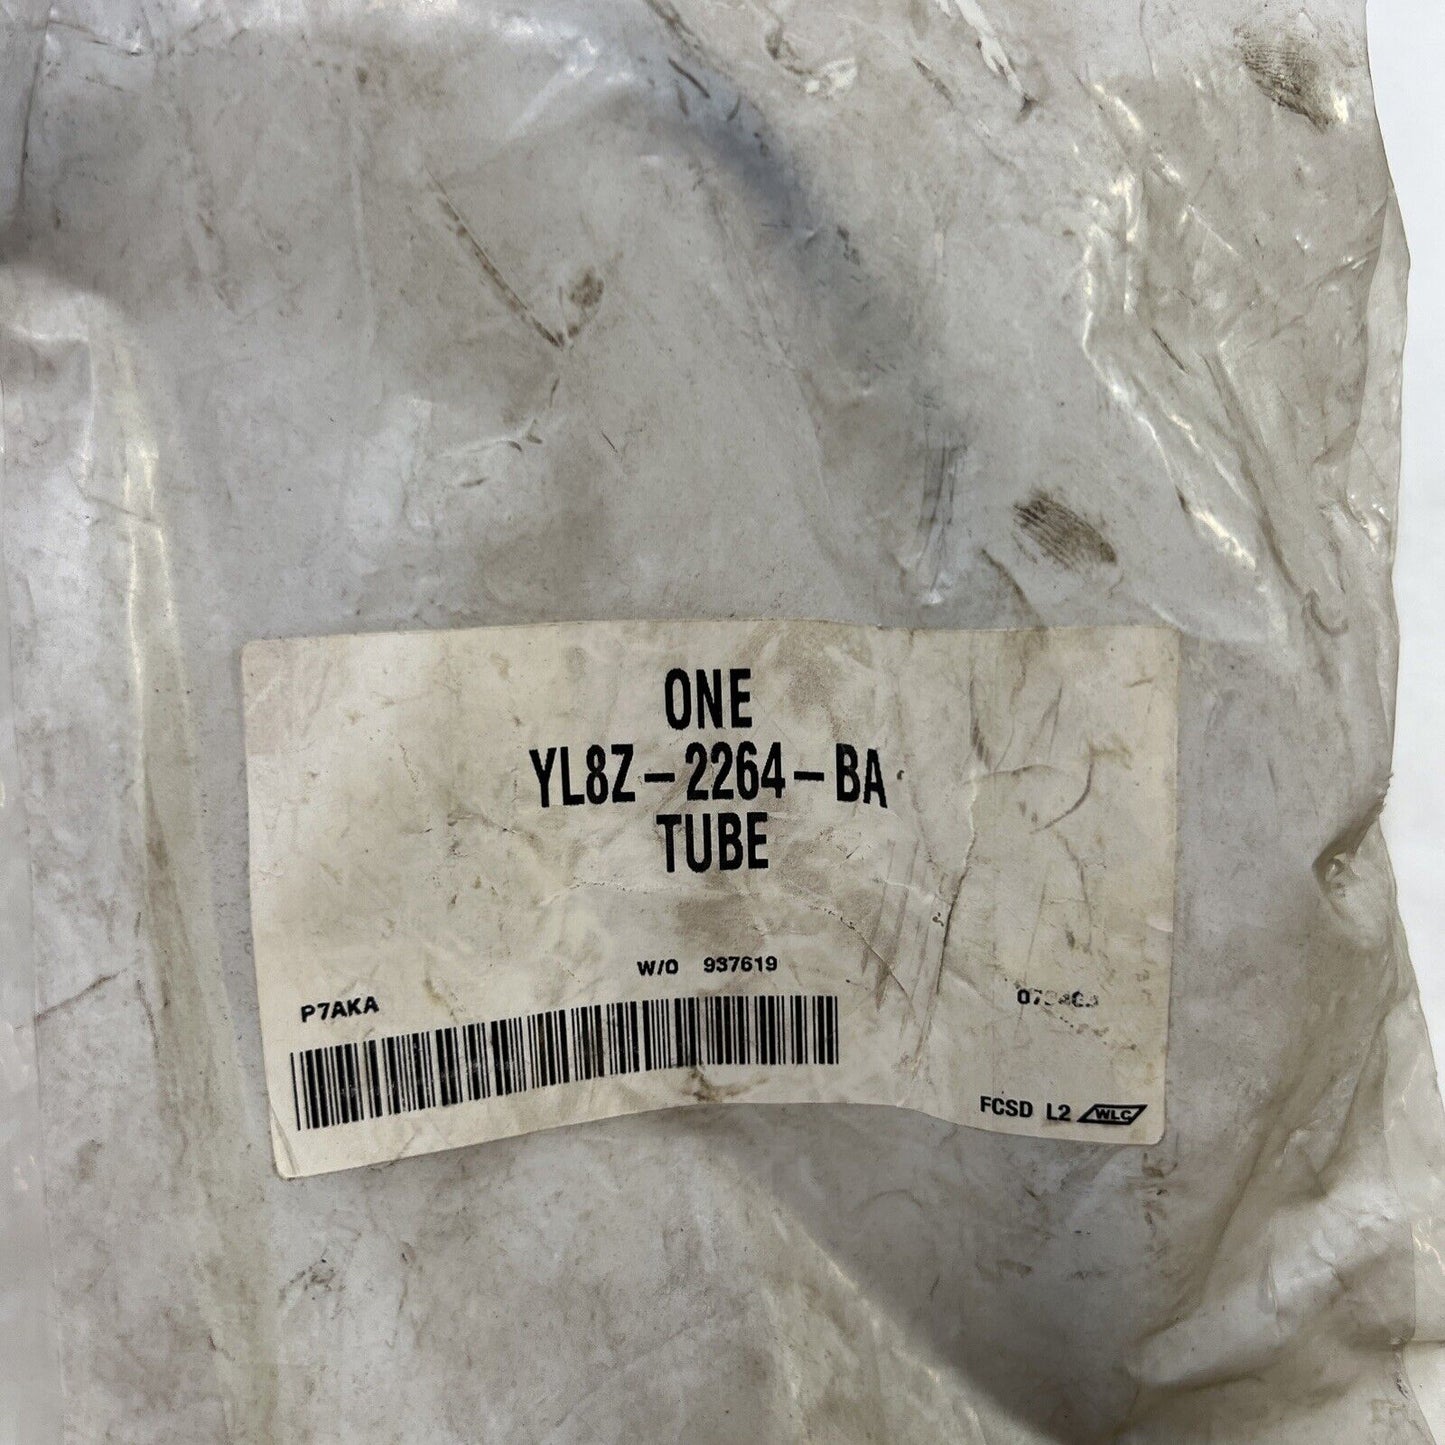 ONE
YL8Z-2264-BA
TUBE
W/O 937619
P7AKA
FCSD L2 WLC